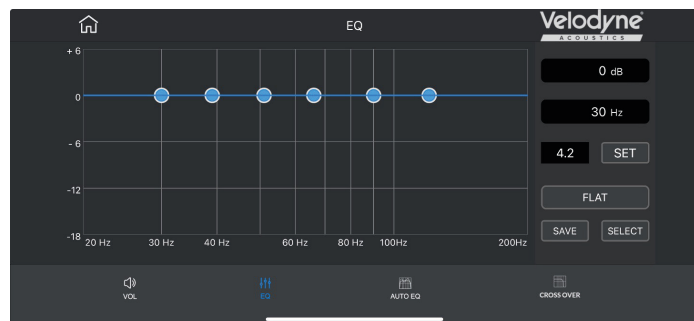 EQ
Velodyne
ACOUSTICS
+ 6
0
- 6
-12
-18
20 Hz 30 Hz 40 Hz 60 Hz 80 Hz 100Hz 200Hz
0 dB
30 Hz
4.2 SET
FLAT
SAVE SELECT
VOL EQ AUTO EQ CROSS OVER